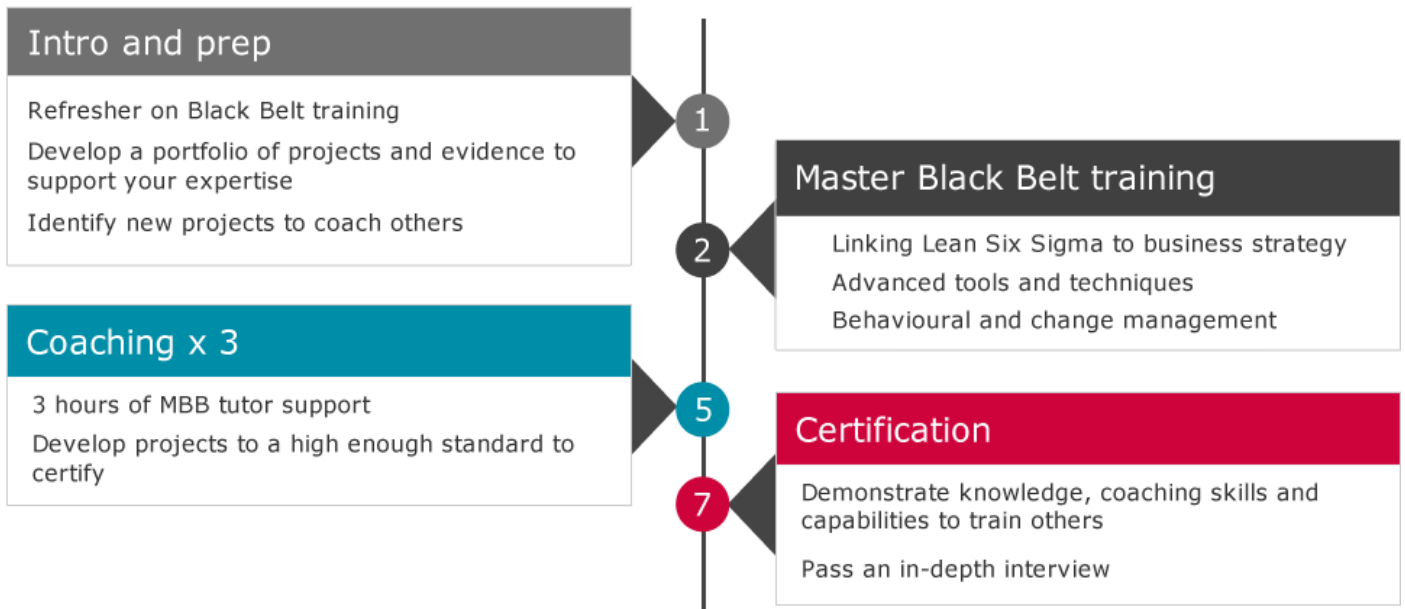 Intro and prep
Refresher on Black Belt training
Develop a portfolio of projects and evidence to
support your expertise
Identify new projects to coach others
1
Master Black Belt training
2
Linking Lean Six Sigma to business strategy
Advanced tools and techniques
Behavioural and change management
Coaching x 3
3 hours of MBB tutor support
Develop projects to a high enough standard to
certify
5
Certification
7
Demonstrate knowledge, coaching skills and
capabilities to train others
Pass an in-depth interview